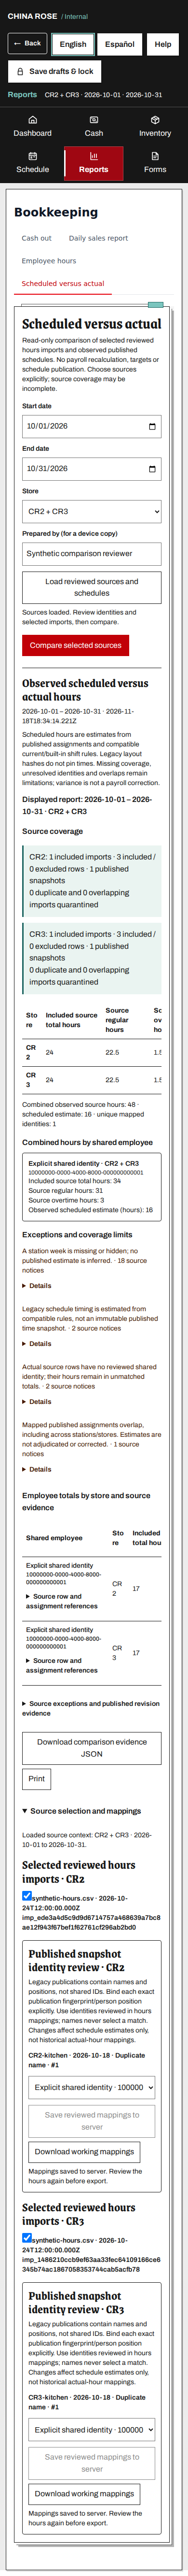 CHINA ROSE / Internal
← Back
English
Español
Help
Save drafts & lock
Reports CR2 + CR3 · 2026-10-01 · 2026-10-31
Dashboard
Cash
Inventory
Schedule
Reports
Forms
Bookkeeping
Cash out
Daily sales report
Employee hours
Scheduled versus actual
Scheduled versus actual
Read-only comparison of selected reviewed
hours imports and observed published
schedules. No payroll recalculation, targets or
schedule publication. Choose sources
explicitly; source coverage may be
incomplete.
Start date
10/01/2026
End date
10/31/2026
Store
CR2 + CR3
Prepared by (for a device copy)
Synthetic comparison reviewer
Load reviewed sources and
schedules
Sources loaded. Review identities and
selected imports, then compare.
Compare selected sources
Observed scheduled versus
actual hours
2026-10-01 – 2026-10-31 · 2026-11-
18T18:34:14.221Z
Scheduled hours are estimates from
published assignments and compatible
current/built-in shift rules. Legacy layout
hashes do not pin times. Missing coverage,
unresolved identities and overlaps remain
limitations; variance is not a payroll correction.
Displayed report: 2026-10-01 – 2026-
10-31 · CR2 + CR3
Source coverage
CR2: 1 included imports · 3 included /
0 excluded rows · 1 published
snapshots
0 duplicate and 0 overlapping
imports quarantined
CR3: 1 included imports · 3 included /
0 excluded rows · 1 published
snapshots
0 duplicate and 0 overlapping
imports quarantined
Sto
re
Included source
total hours
Source
regular
hours
CR
2
24
22.5
CR
3
24
22.5
Combined observed source hours: 48 ·
scheduled estimate: 16 · unique mapped
identities: 1
Combined hours by shared employee
Explicit shared identity · CR2 + CR3
10000000-0000-4000-8000-000000000001
Included source total hours: 34
Source regular hours: 31
Source overtime hours: 3
Observed scheduled estimate (hours): 16
Exceptions and coverage limits
A station week is missing or hidden; no
published estimate is inferred. · 18 source
notices
▶ Details
Legacy schedule timing is estimated from
compatible rules, not an immutable published
time snapshot. · 2 source notices
▶ Details
Actual source rows have no reviewed shared
identity; their hours remain in unmatched
totals. · 2 source notices
▶ Details
Mapped published assignments overlap,
including across stations/stores. Estimates are
not adjudicated or corrected. · 1 source
notices
▶ Details
Employee totals by store and source
evidence
Shared employee
Sto
re
Included
total hou
Explicit shared identity
10000000-0000-4000-8000-
000000000001
▶ Source row and
assignment references
CR
2
17
Explicit shared identity
10000000-0000-4000-8000-
000000000001
▶ Source row and
assignment references
CR
3
17
▶ Source exceptions and published revision
evidence
Download comparison evidence
JSON
Print
▼ Source selection and mappings
Loaded source context: CR2 + CR3 · 2026-10-
01 to 2026-10-31.
Selected reviewed hours
imports · CR2
synthetic-hours.csv · 2026-10-
24T12:00:00.000Z
imp_ede3a4d5c9d9d6714757a468639a7bc8
ae12f943f67bef1f62761cf296ab2bd0
Published snapshot
identity review · CR2
Legacy publications contain names and
positions, not shared IDs. Bind each exact
publication fingerprint/person position
explicitly. Use identities reviewed in hours
mappings; names never select a match.
Changes affect schedule estimates only,
not historical actual-hour mappings.
CR2-kitchen · 2026-10-18 · Duplicate
name · #1
Explicit shared identity · 100000
Save reviewed mappings to
server
Download working mappings
Mappings saved to server. Review the
hours again before export.
Selected reviewed hours
imports · CR3
synthetic-hours.csv · 2026-10-
24T12:00:00.000Z
imp_1486210ccb9ef63aa33fec64109166ce6
345b74ac1867058353744cab5acfb78
Published snapshot
identity review · CR3
Legacy publications contain names and
positions, not shared IDs. Bind each exact
publication fingerprint/person position
explicitly. Use identities reviewed in hours
mappings; names never select a match.
Changes affect schedule estimates only,
not historical actual-hour mappings.
CR3-kitchen · 2026-10-18 · Duplicate
name · #1
Explicit shared identity · 100000
Save reviewed mappings to
server
Download working mappings
Mappings saved to server. Review the
hours again before export.